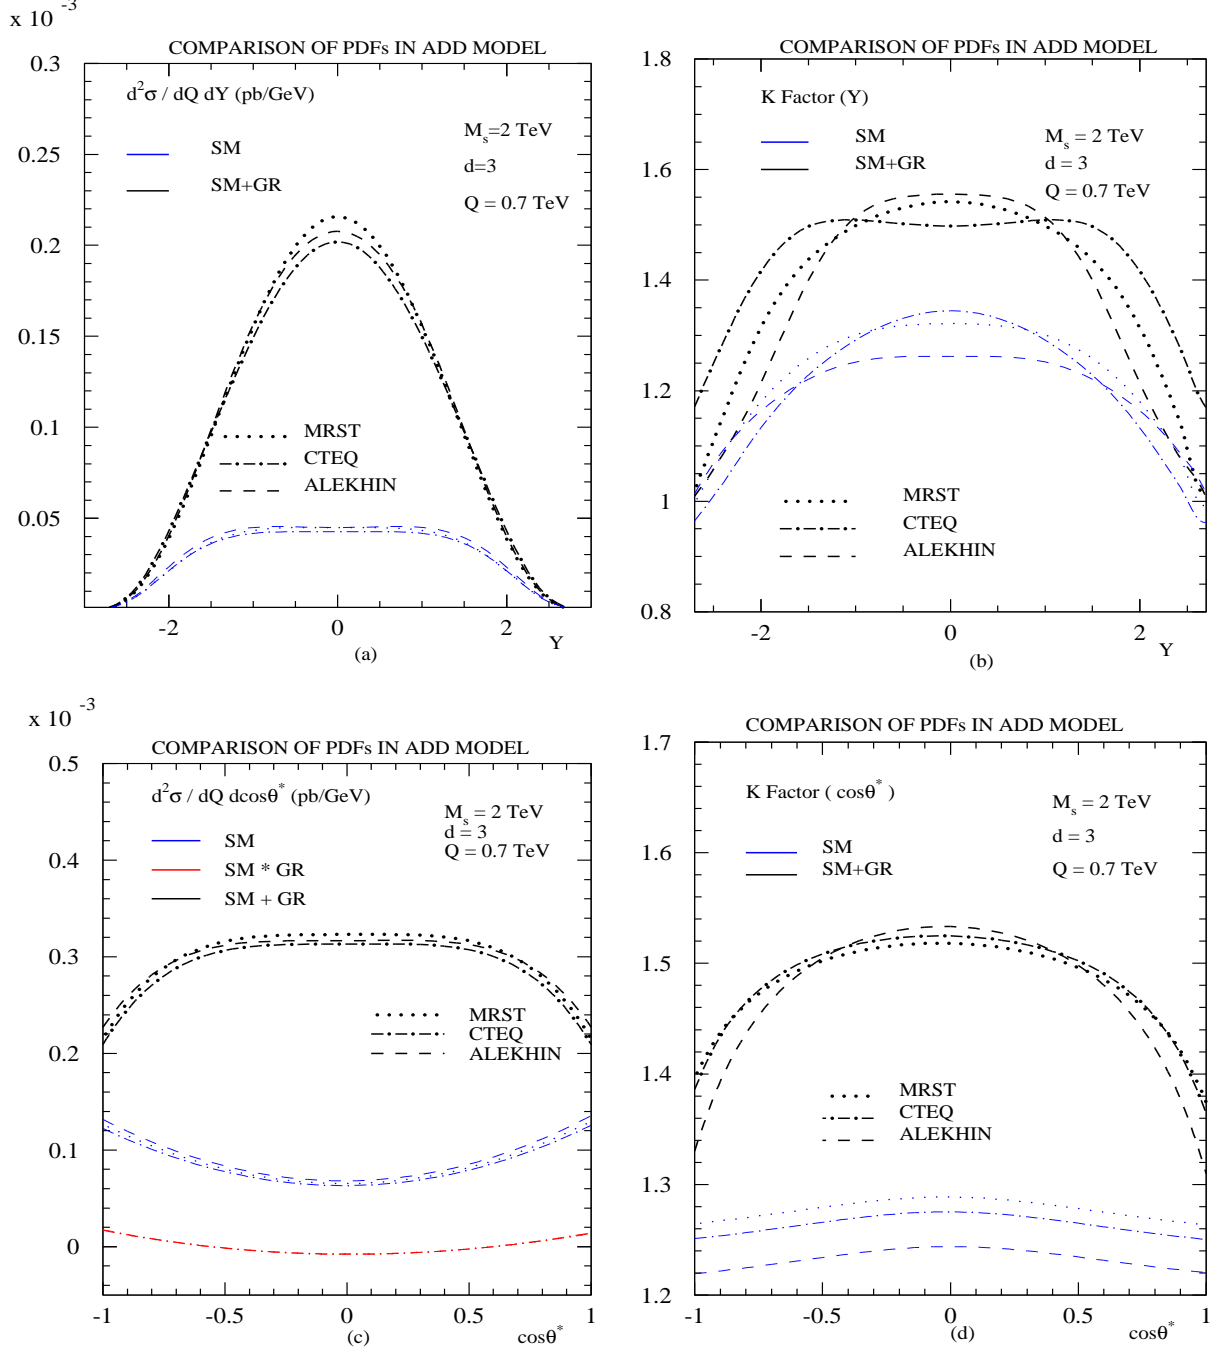 x 10 -3
COMPARISON OF PDFs IN ADD MODEL
0.3
0.25
0.2
0.15
0.1
0.05
d²σ / dQ dY (pb/GeV)
SM
SM+GR
M_s=2 TeV
d=3
Q = 0.7 TeV
MRST
CTEQ
ALEKHIN
-2
0
2
Y
(a)
COMPARISON OF PDFs IN ADD MODEL
1.8
1.6
1.4
1.2
1
0.8
K Factor (Y)
SM
SM+GR
M_s = 2 TeV
d = 3
Q = 0.7 TeV
MRST
CTEQ
ALEKHIN
-2
0
2
Y
(b)
x 10 -3
COMPARISON OF PDFs IN ADD MODEL
0.5
0.4
0.3
0.2
0.1
0
d²σ / dQ dcosθ* (pb/GeV)
SM
SM * GR
SM + GR
M_s = 2 TeV
d = 3
Q = 0.7 TeV
MRST
CTEQ
ALEKHIN
-1
-0.5
0
0.5
1
cosθ*
(c)
COMPARISON OF PDFs IN ADD MODEL
1.7
1.6
1.5
1.4
1.3
1.2
K Factor ( cosθ* )
SM
SM+GR
M_s = 2 TeV
d = 3
Q = 0.7 TeV
MRST
CTEQ
ALEKHIN
-1
-0.5
0
0.5
1
cosθ*
(d)